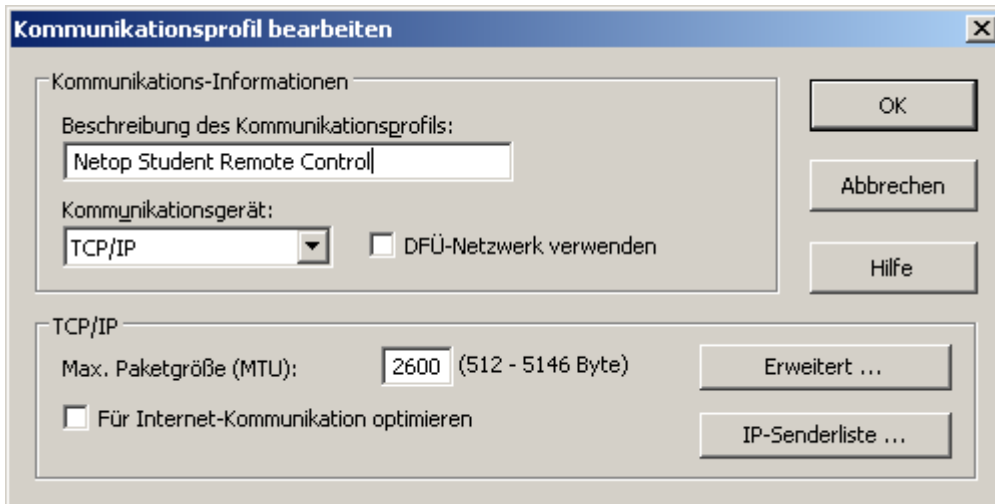 Kommunikationsprofil bearbeiten
Kommunikations-Informationen
Beschreibung des Kommunikationsprofils:
Netop Student Remote Control
Kommunikationsgerät:
TCP/IP
DFÜ-Netzwerk verwenden
OK
Abbrechen
Hilfe
TCP/IP
Max. Paketgröße (MTU): 2600 (512 - 5146 Byte)
Erweitert ...
Für Internet-Kommunikation optimieren
IP-Senderliste ...